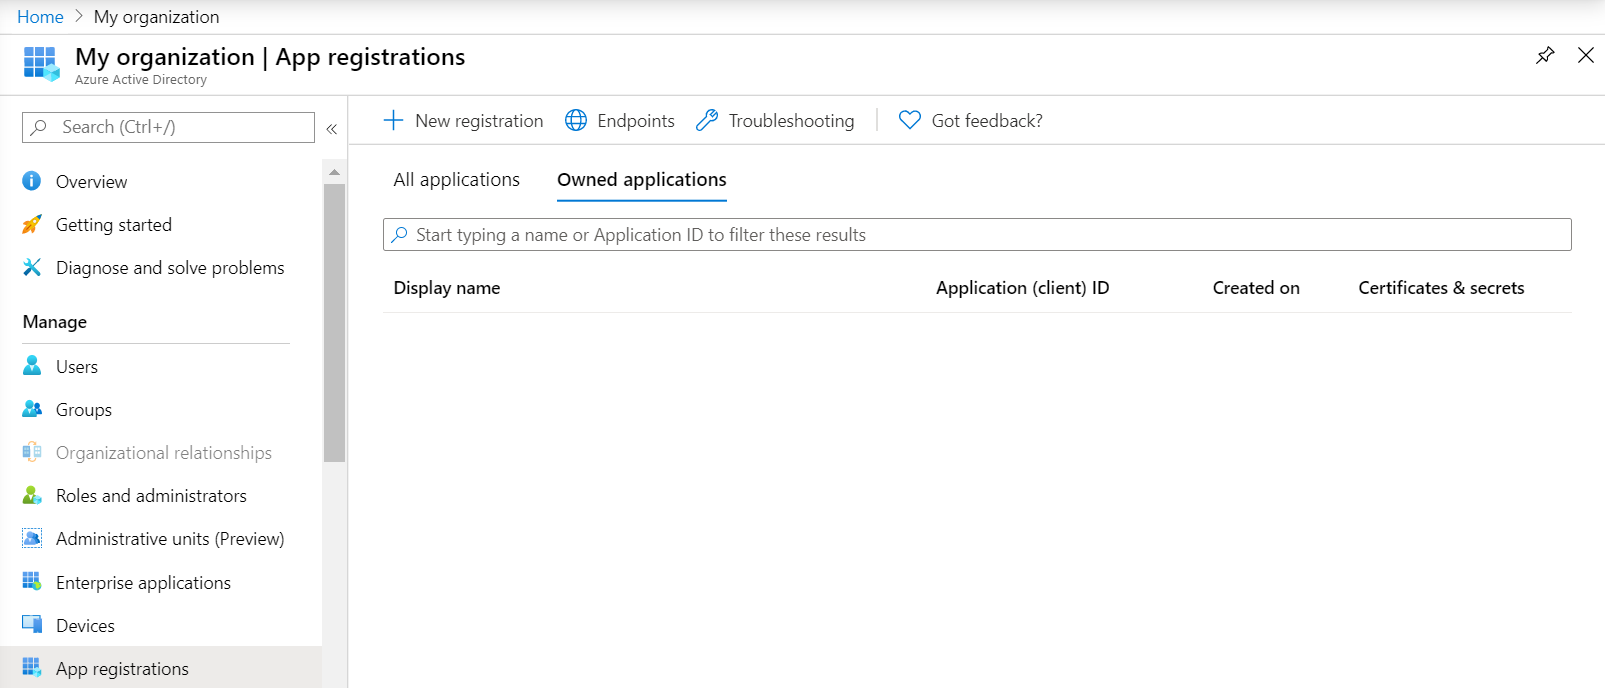 Home > My organization
My organization | App registrations
Azure Active Directory
Search (Ctrl+/)
«
New registration
Endpoints
Troubleshooting
Got feedback?
Overview
Getting started
Diagnose and solve problems
Manage
Users
Groups
Organizational relationships
Roles and administrators
Administrative units (Preview)
Enterprise applications
Devices
App registrations
All applications
Owned applications
Start typing a name or Application ID to filter these results
Display name
Application (client) ID
Created on
Certificates & secrets